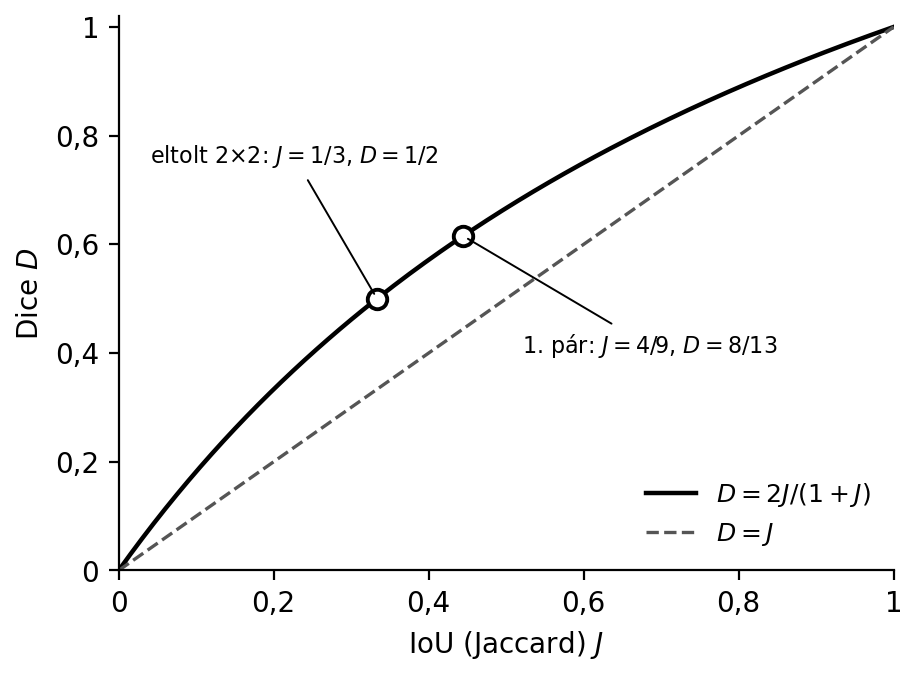 Dice D
1
0,8
0,6
0,4
0,2
0
eltolt 2×2: J = 1/3, D = 1/2
1. pár: J = 4/9, D = 8/13
D = 2J/(1 + J)
D = J
0 0,2 0,4 0,6 0,8 1
IoU (Jaccard) J